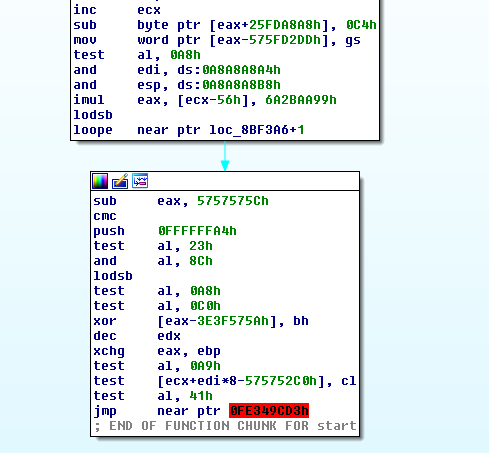 inc ecx
sub byte ptr [eax+25FDA8A8h], 0C4h
mov word ptr [eax-575FD2DDh], gs
test al, 0A8h
and edi, ds:0A8A8A8A4h
and esp, ds:0A8A8A8B8h
imul eax, [ecx-56h], 6A2BAA99h
lodsb
loope near ptr loc_8BF3A6+1
sub eax, 5757575Ch
cmc
push 0FFFFFFA4h
test al, 23h
and al, 8Ch
lodsb
test al, 0A8h
test al, 0C0h
xor [eax-3E3F575Ah], bh
dec edx
xchg eax, ebp
test al, 0A9h
test [ecx+edi*8-575752C0h], cl
test al, 41h
jmp near ptr 0FE349CD3h
; END OF FUNCTION CHUNK FOR start